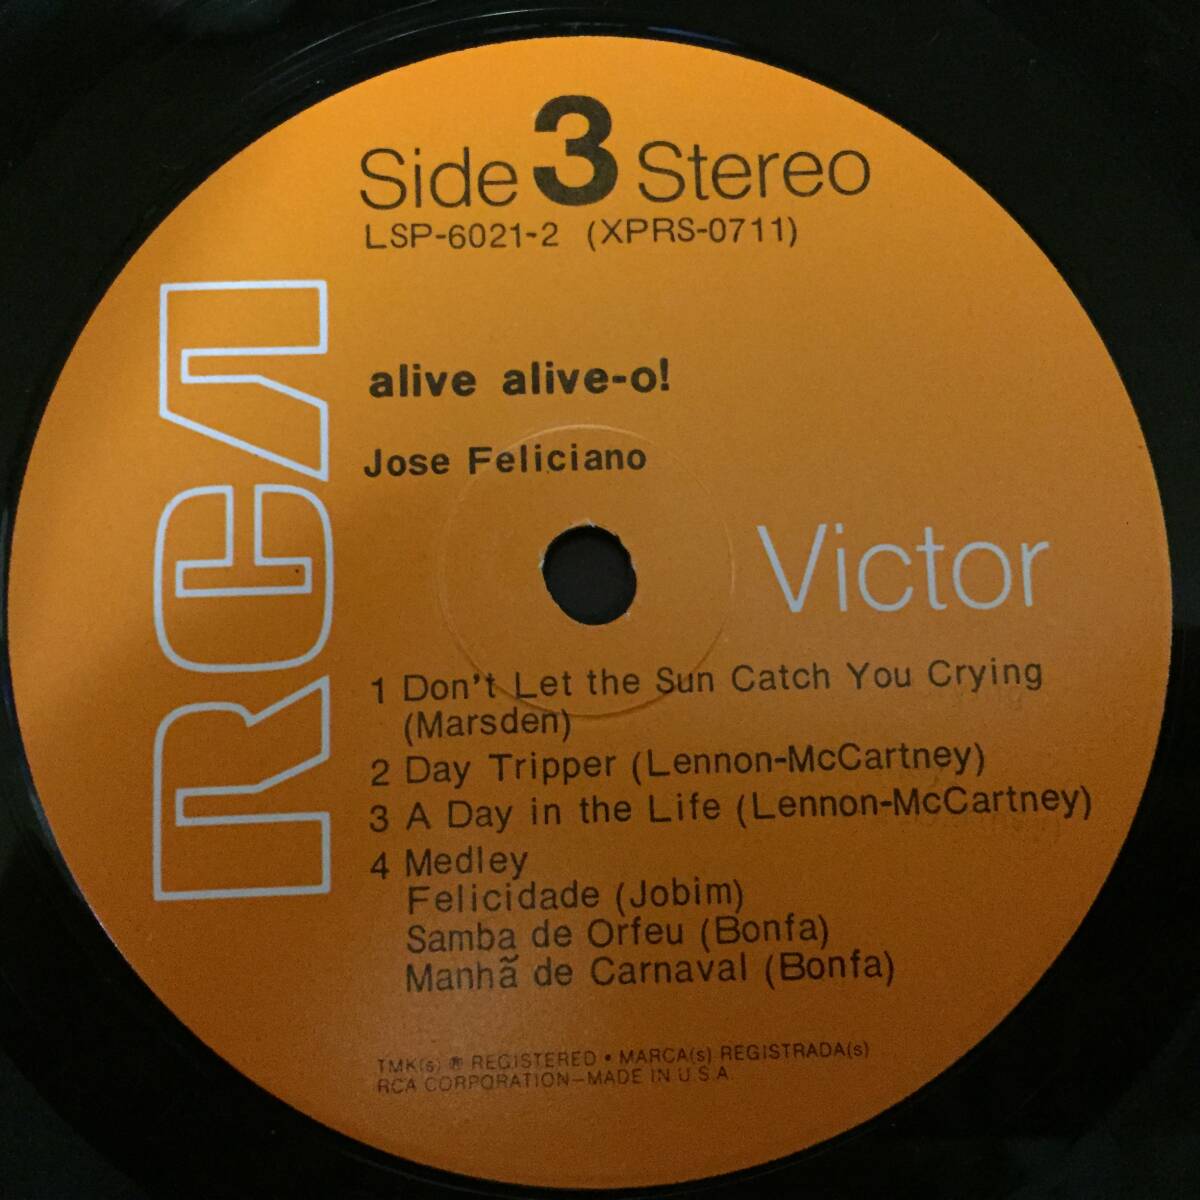 Side 3 Stereo
LSP-6021-2 (XPRS-0711)
RCA
alive alive-o!
Jose Feliciano
Victor
1 Don't Let the Sun Catch You Crying
(Marsden)
2 Day Tripper (Lennon-McCartney)
3 A Day in the Life (Lennon-McCartney)
4 Medley
Felicidade (Jobim)
Samba de Orfeu (Bonfa)
Manhã de Carnaval (Bonfa)
TMK(s) ® REGISTERED • MARCA(s) REGISTRADA(s)
RCA CORPORATION—MADE IN U.S.A.